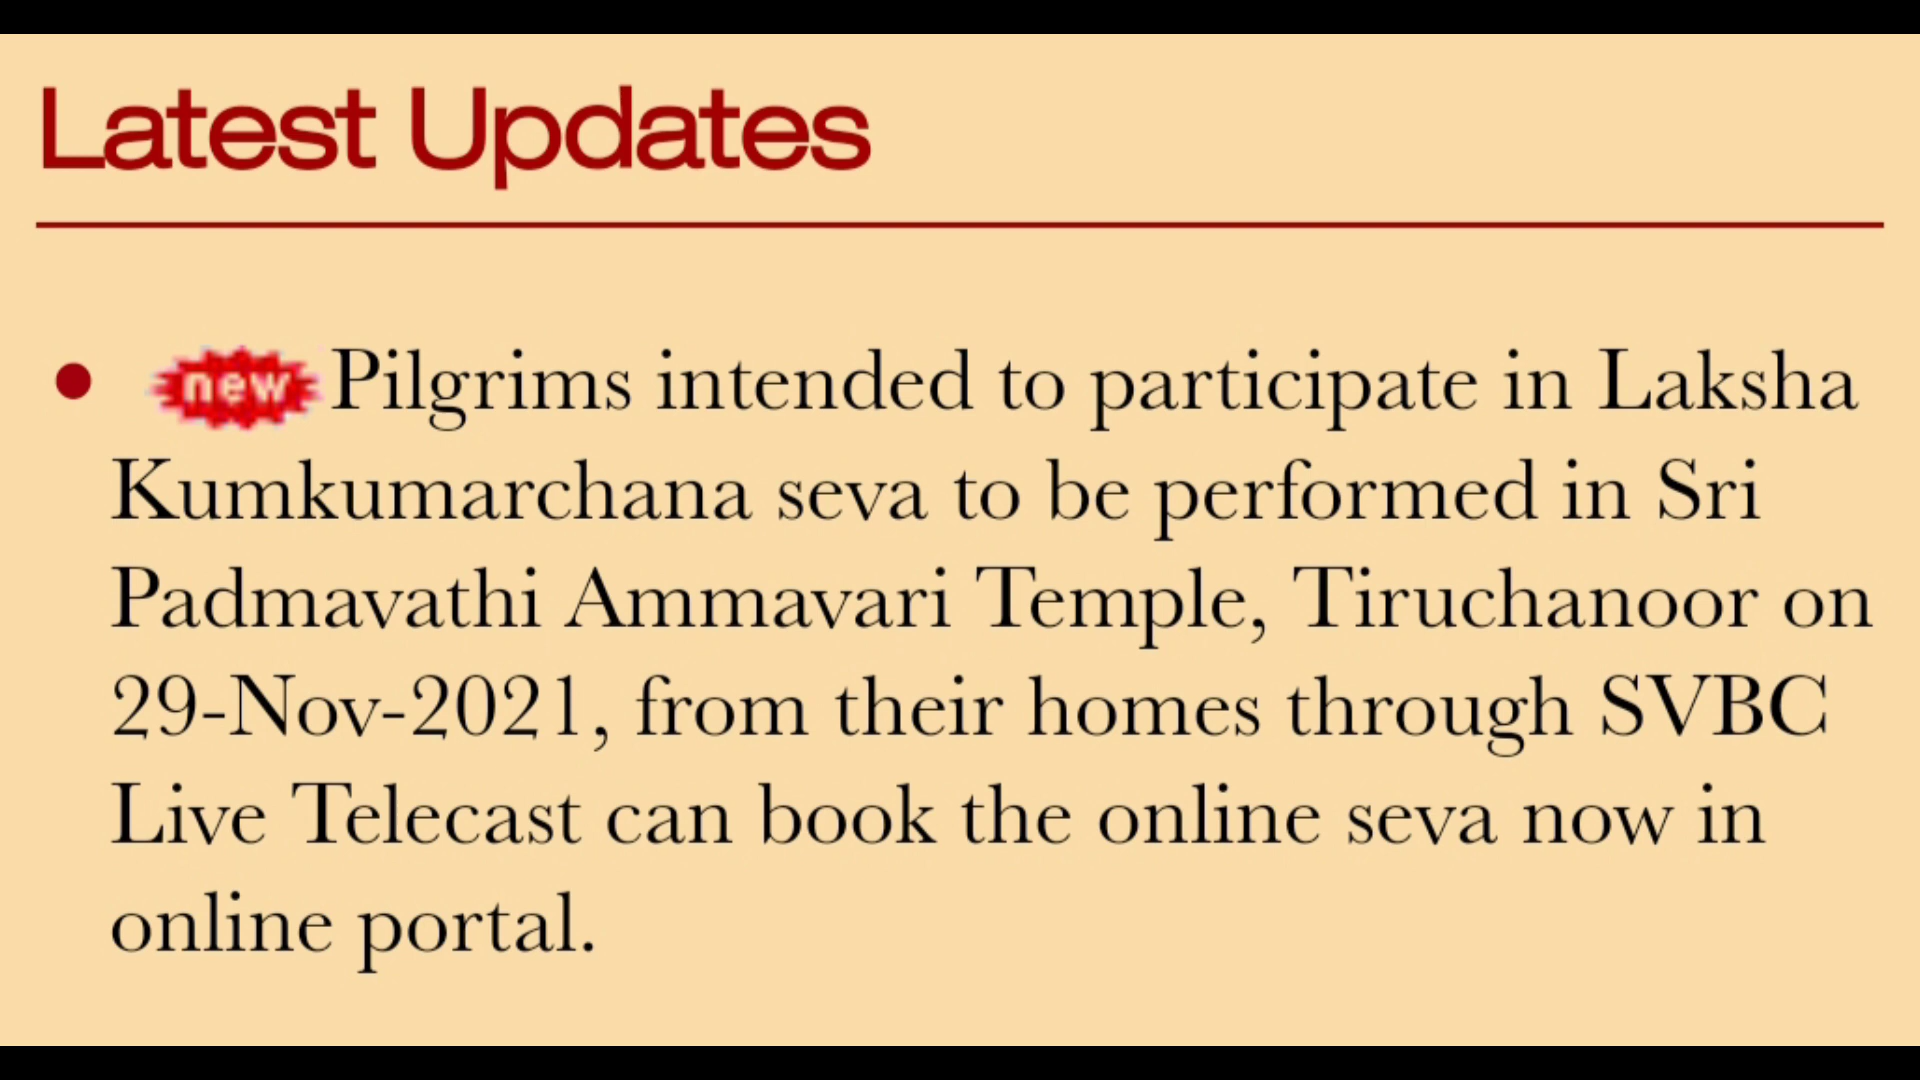 Latest Updates
new Pilgrims intended to participate in Laksha
Kumkumarchana seva to be performed in Sri
Padmavathi Ammavari Temple, Tiruchanoor on
29-Nov-2021, from their homes through SVBC
Live Telecast can book the online seva now in
online portal.